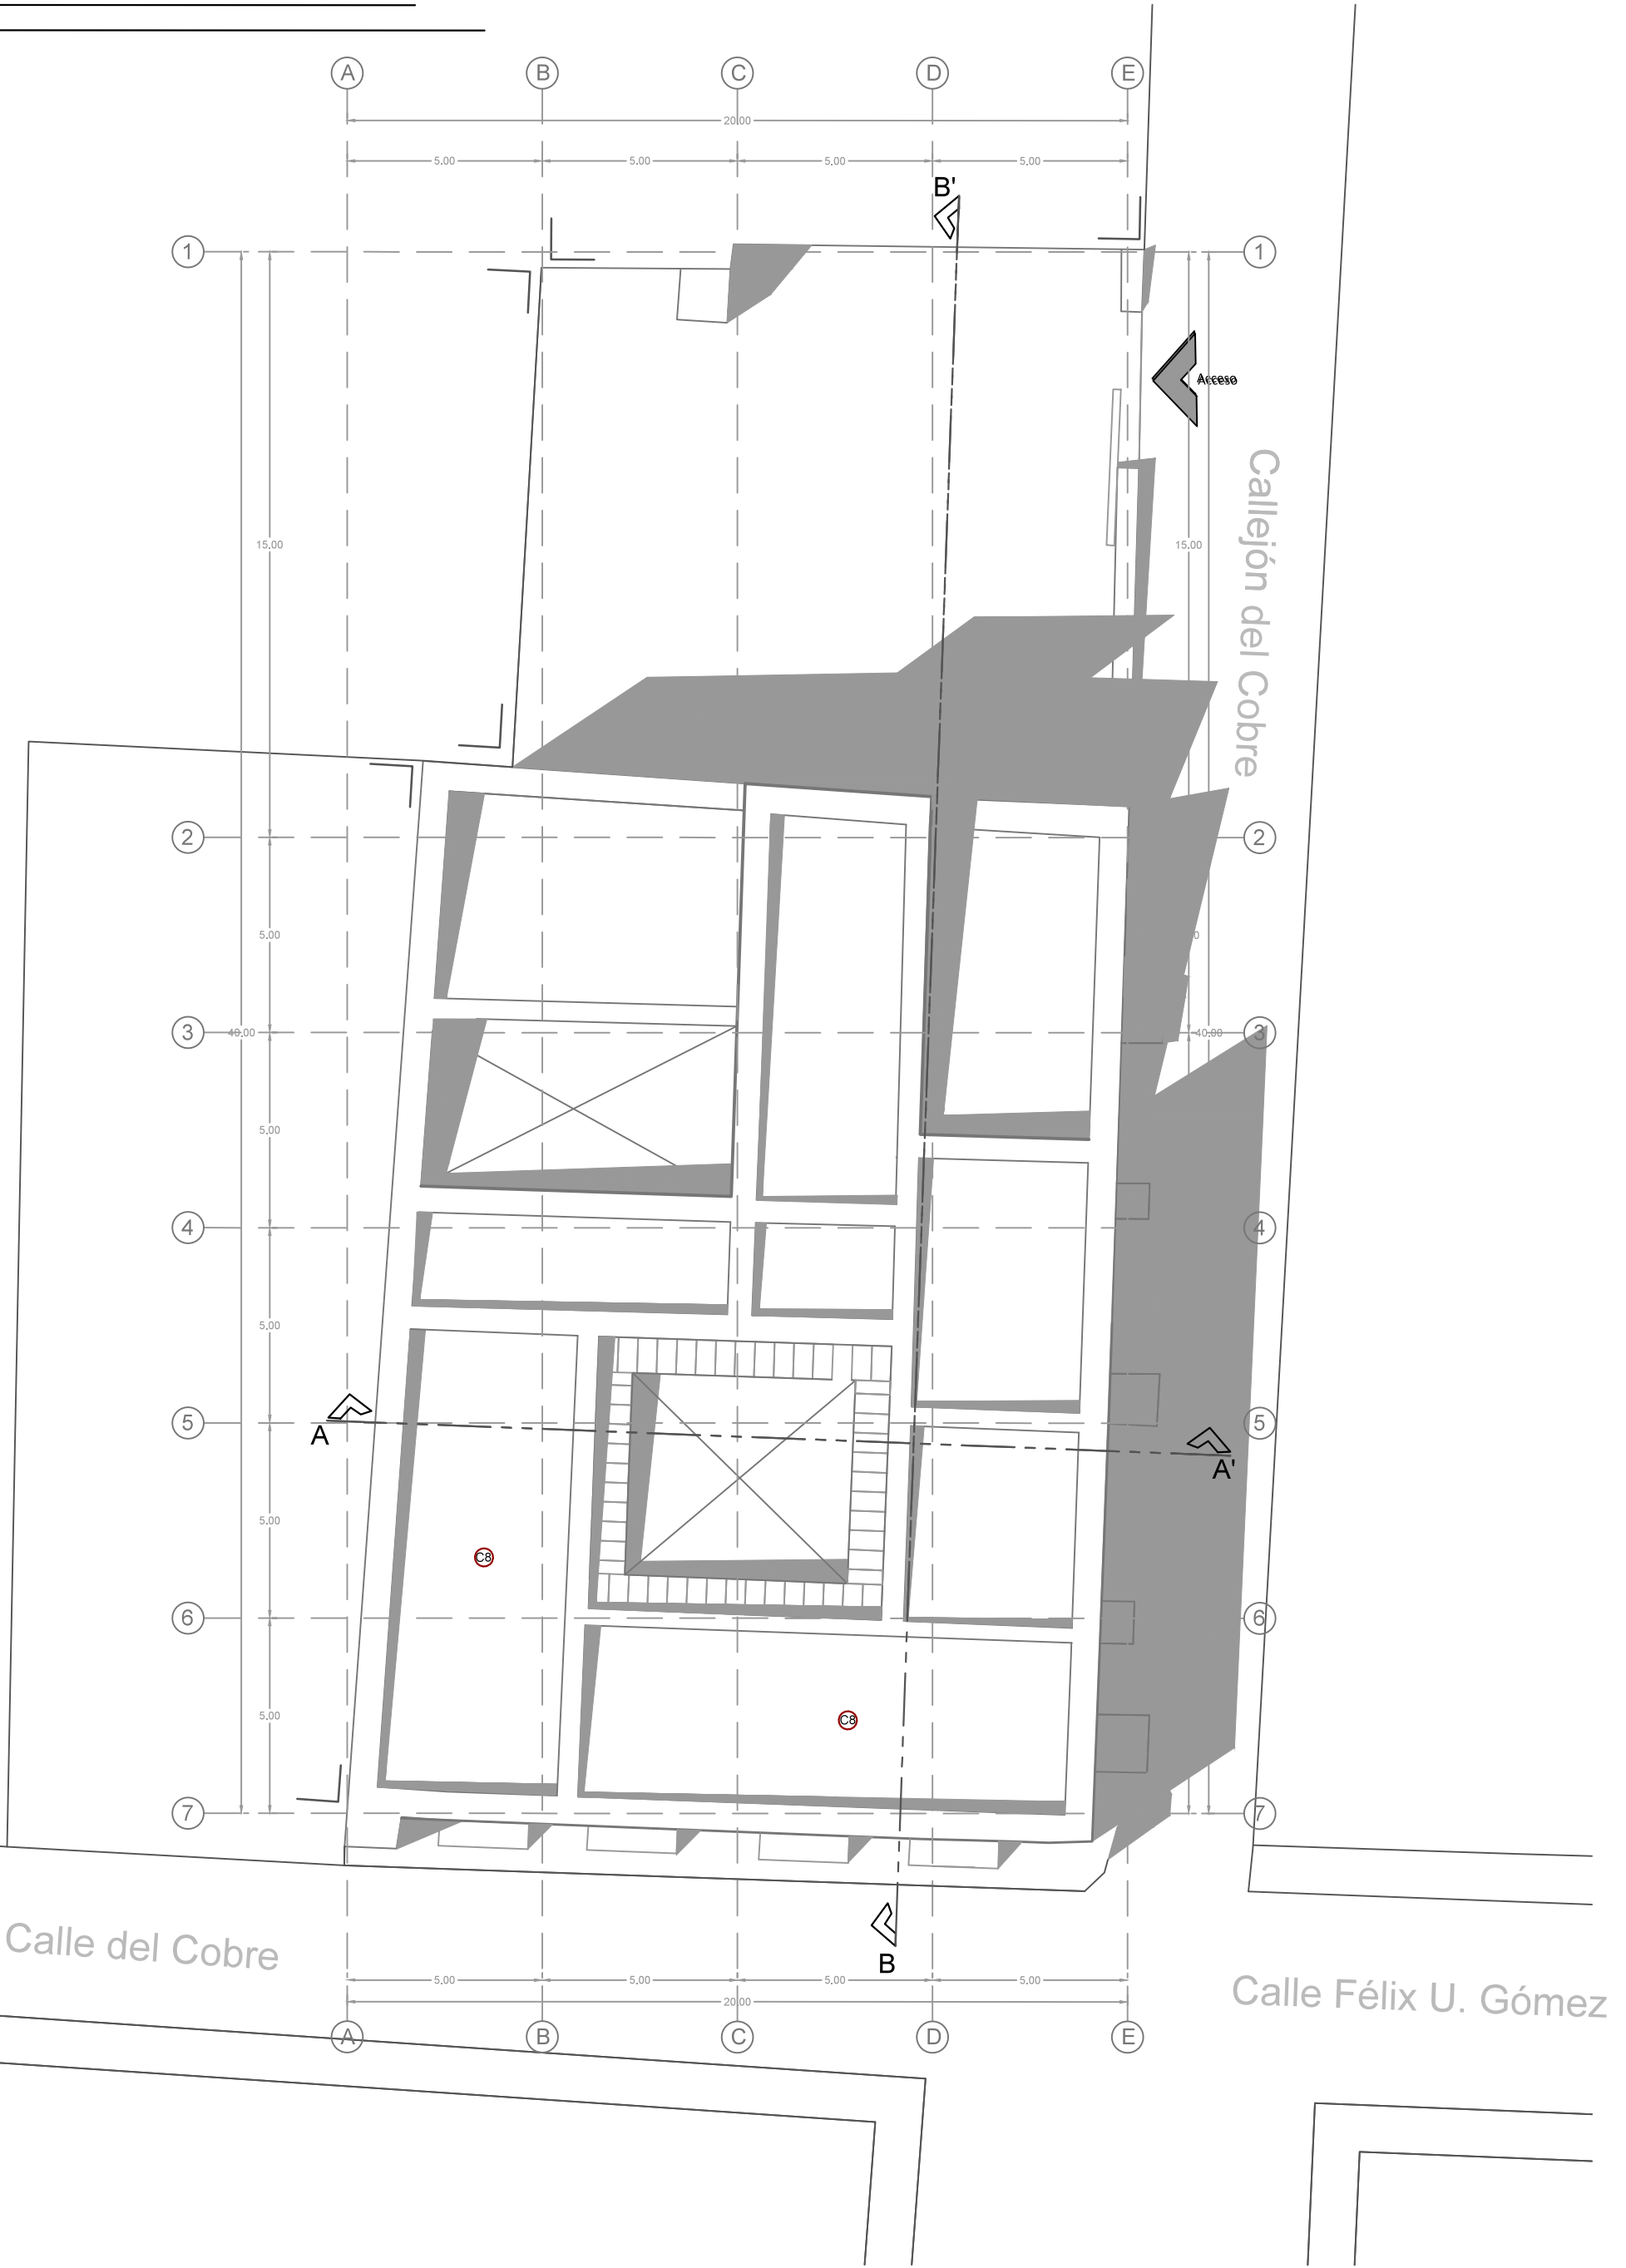 A B C D E
20.00
5.00 5.00 5.00 5.00
B'
1 1
Acceso
Acceso
Callejón del Cobre
15.00 15.00
2 2
5.00
3 40.00 40.00 3
5.00
4 4
5.00
5 5
A
A'
5.00
C8
6 6
5.00
C8
7 7
Calle del Cobre
B
5.00 5.00 5.00 5.00
20.00
Calle Félix U. Gómez
A B C D E